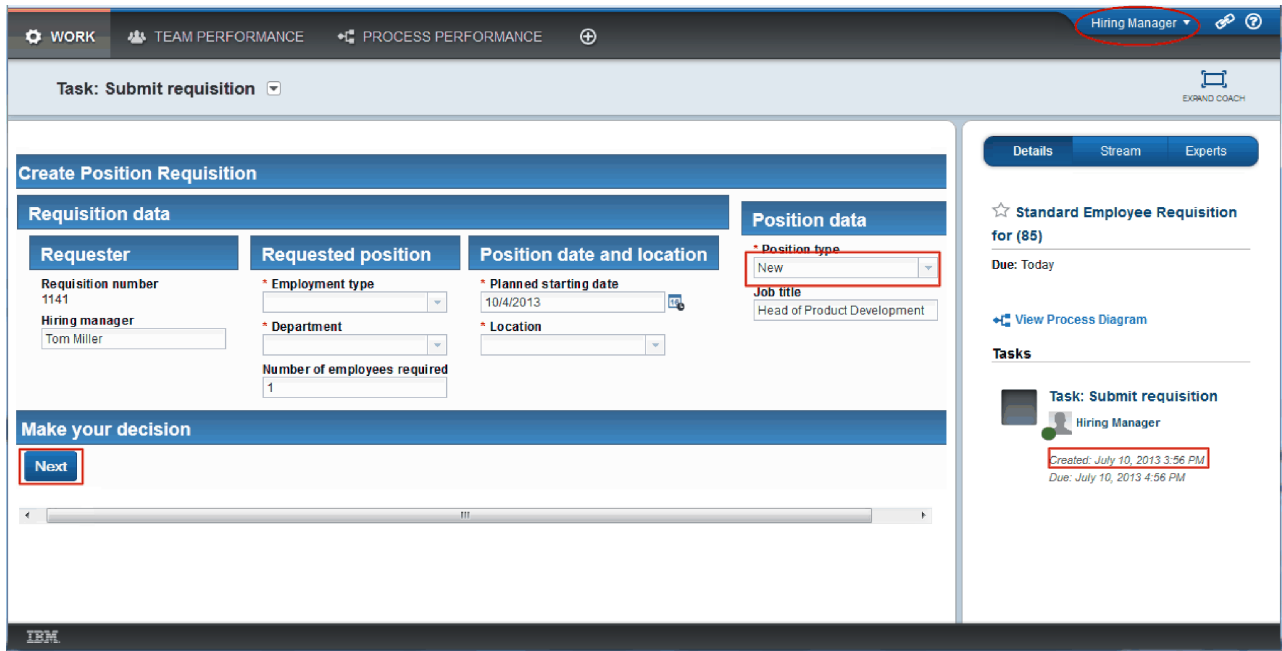 WORK
TEAM PERFORMANCE
PROCESS PERFORMANCE
Hiring Manager
Task: Submit requisition
EXPAND COACH
Create Position Requisition
Requisition data
Requester
Requisition number
1141
Hiring manager
Tom Miller
Requested position
* Employment type
* Department
Number of employees required
1
Position date and location
* Planned starting date
10/4/2013
* Location
Position data
* Position type
New
Job title
Head of Product Development
Make your decision
Next
Details
Stream
Experts
Standard Employee Requisition
for (85)
Due: Today
View Process Diagram
Tasks
Task: Submit requisition
Hiring Manager
Created: July 10, 2013 3:56 PM
Due: July 10, 2013 4:56 PM
IBM.